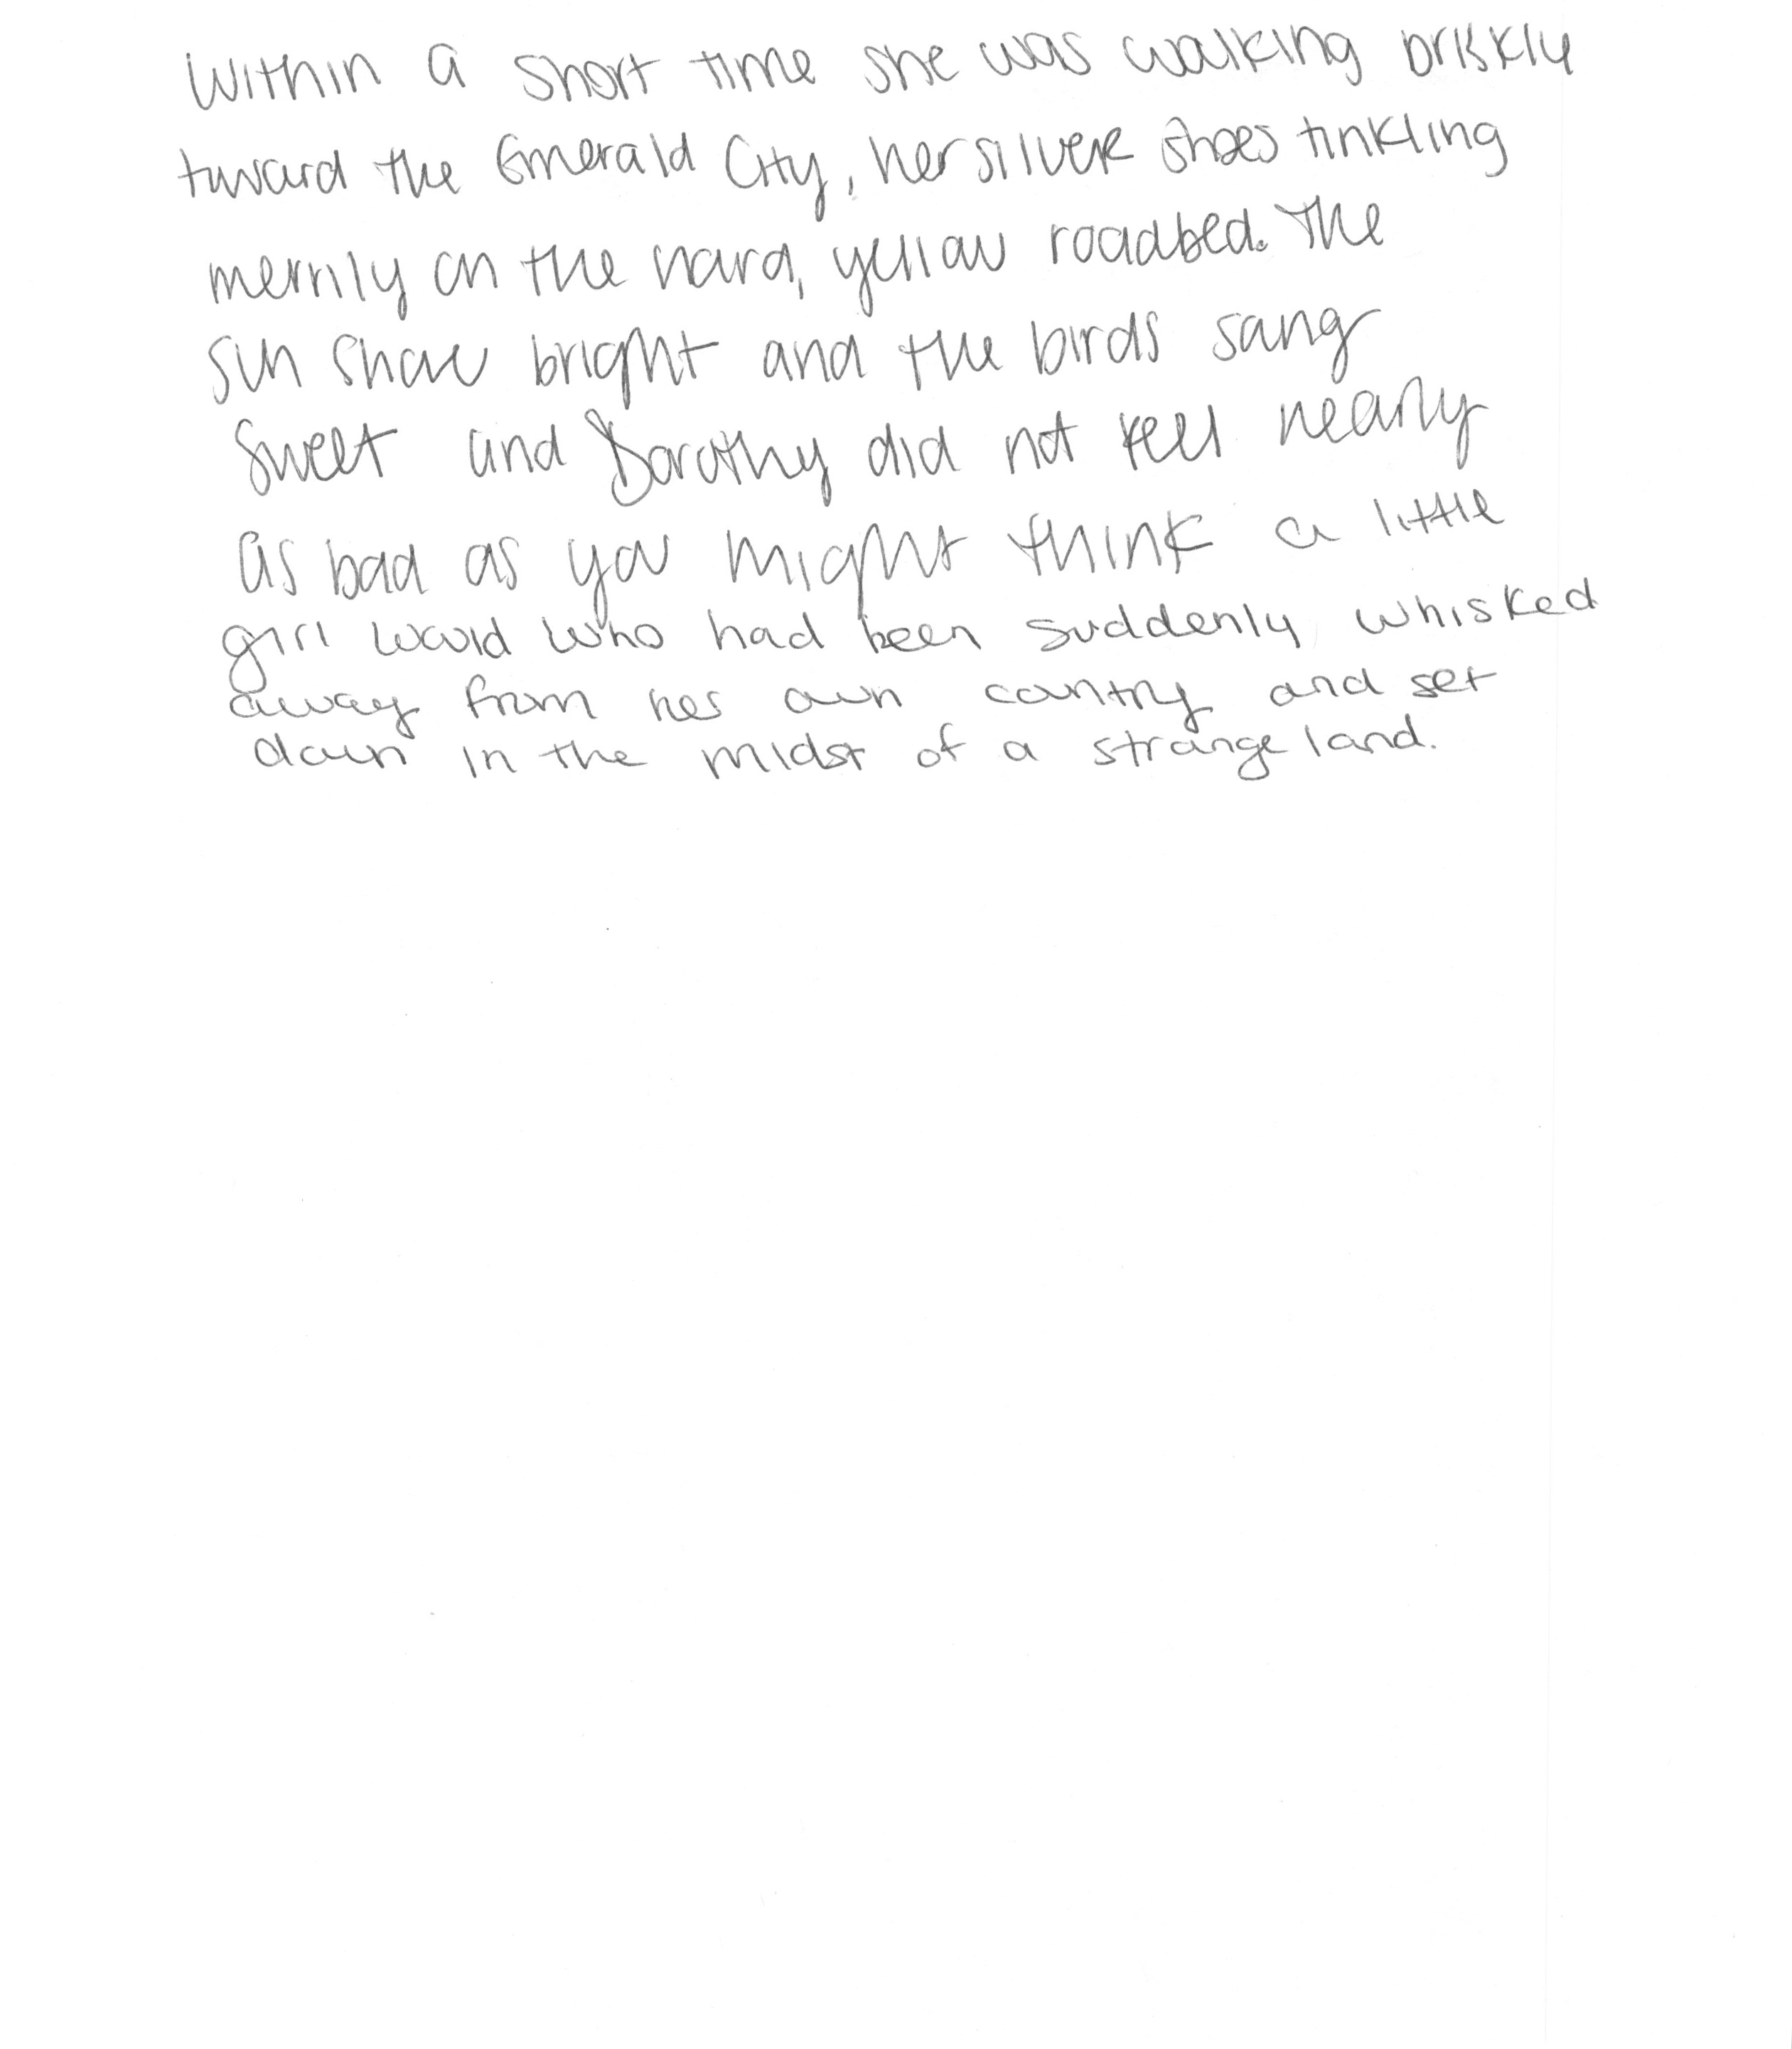 Within a short time she was walking briskly
toward the Emerald City, her silver shoes tinkling
merrily on the hard, yellow roadbed. The
sun shone bright and the birds sang
sweet and Dorothy did not feel nearly
as bad as you might think a little
girl would who had been suddenly whisked
away from her own country and set
down in the midst of a strange land.